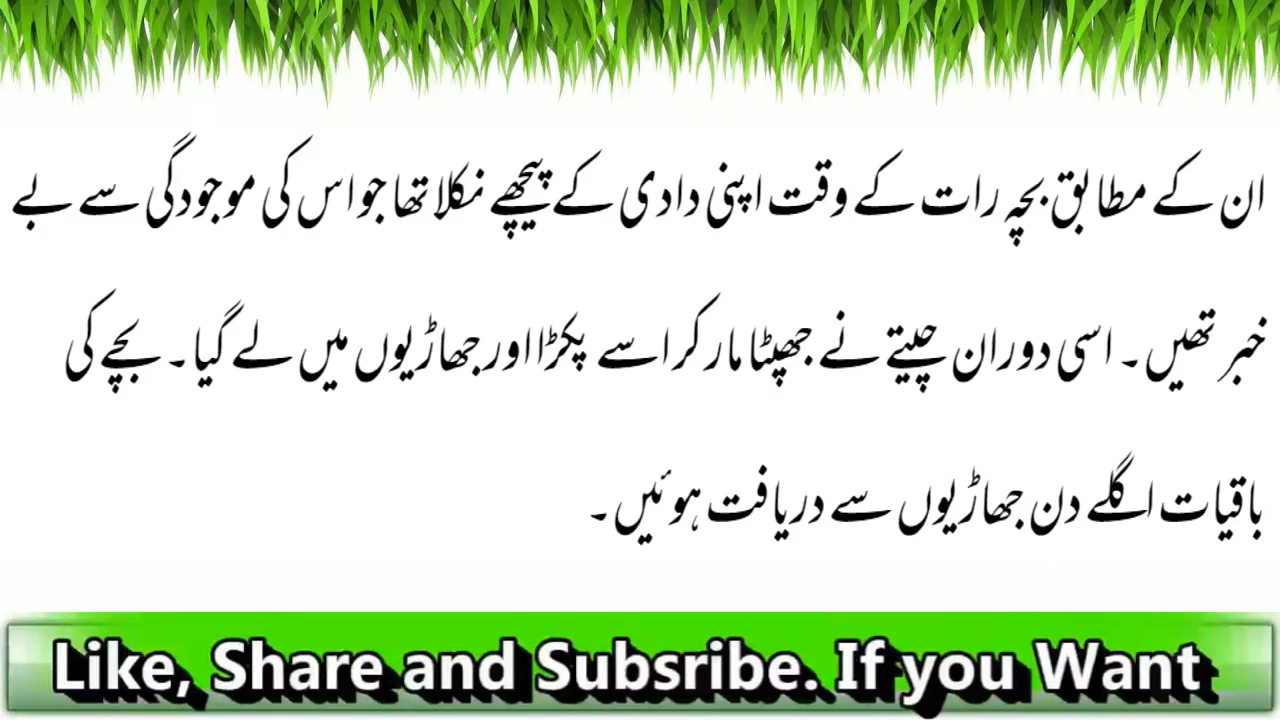 ان کے مطابق بچہ رات کے وقت اپنی دادی کے پیچھے نکلا تھا جو اس کی موجودگی سے بے
خبر تھیں۔ اسی دوران چیتے نے جھپٹا مار کر اسے پکڑا اور جھاڑیوں میں لے گیا۔ بچے کی
باقیات اگلے دن جھاڑیوں سے دریافت ہوئیں۔
Like, Share and Subsribe. If you Want